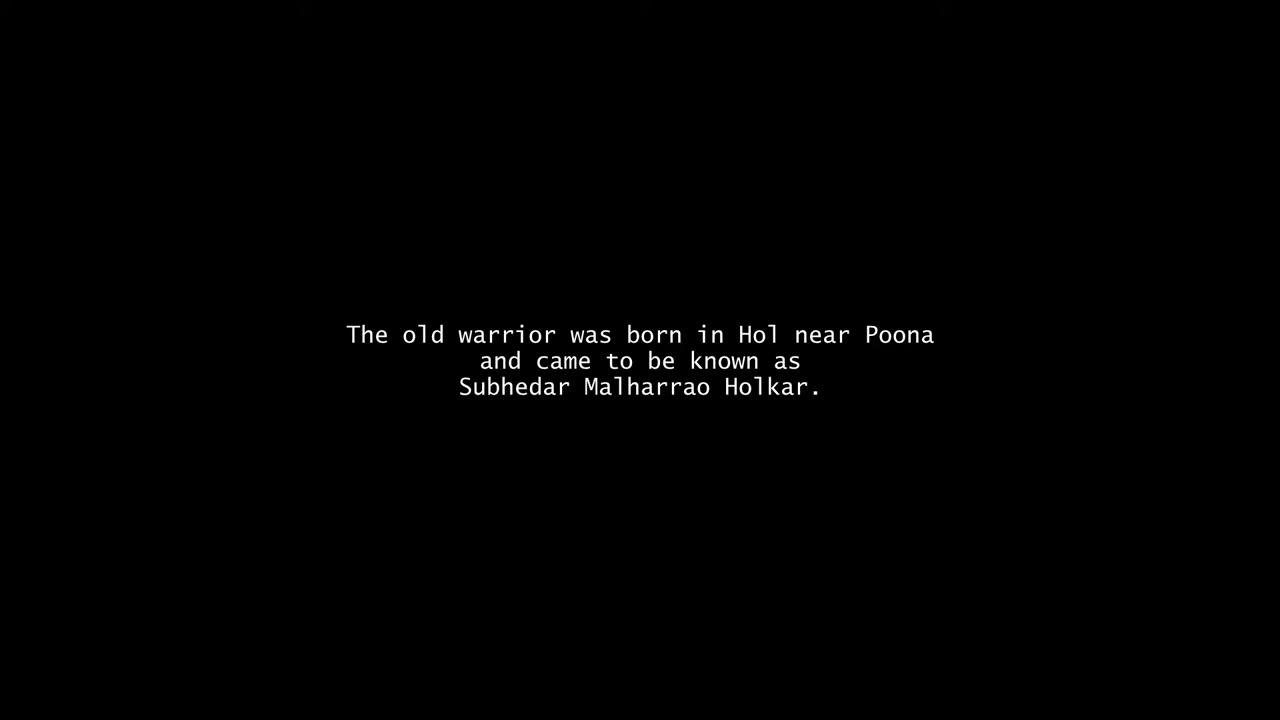 The old warrior was born in Hol near Poona
and came to be known as
Subhedar Malharrao Holkar.